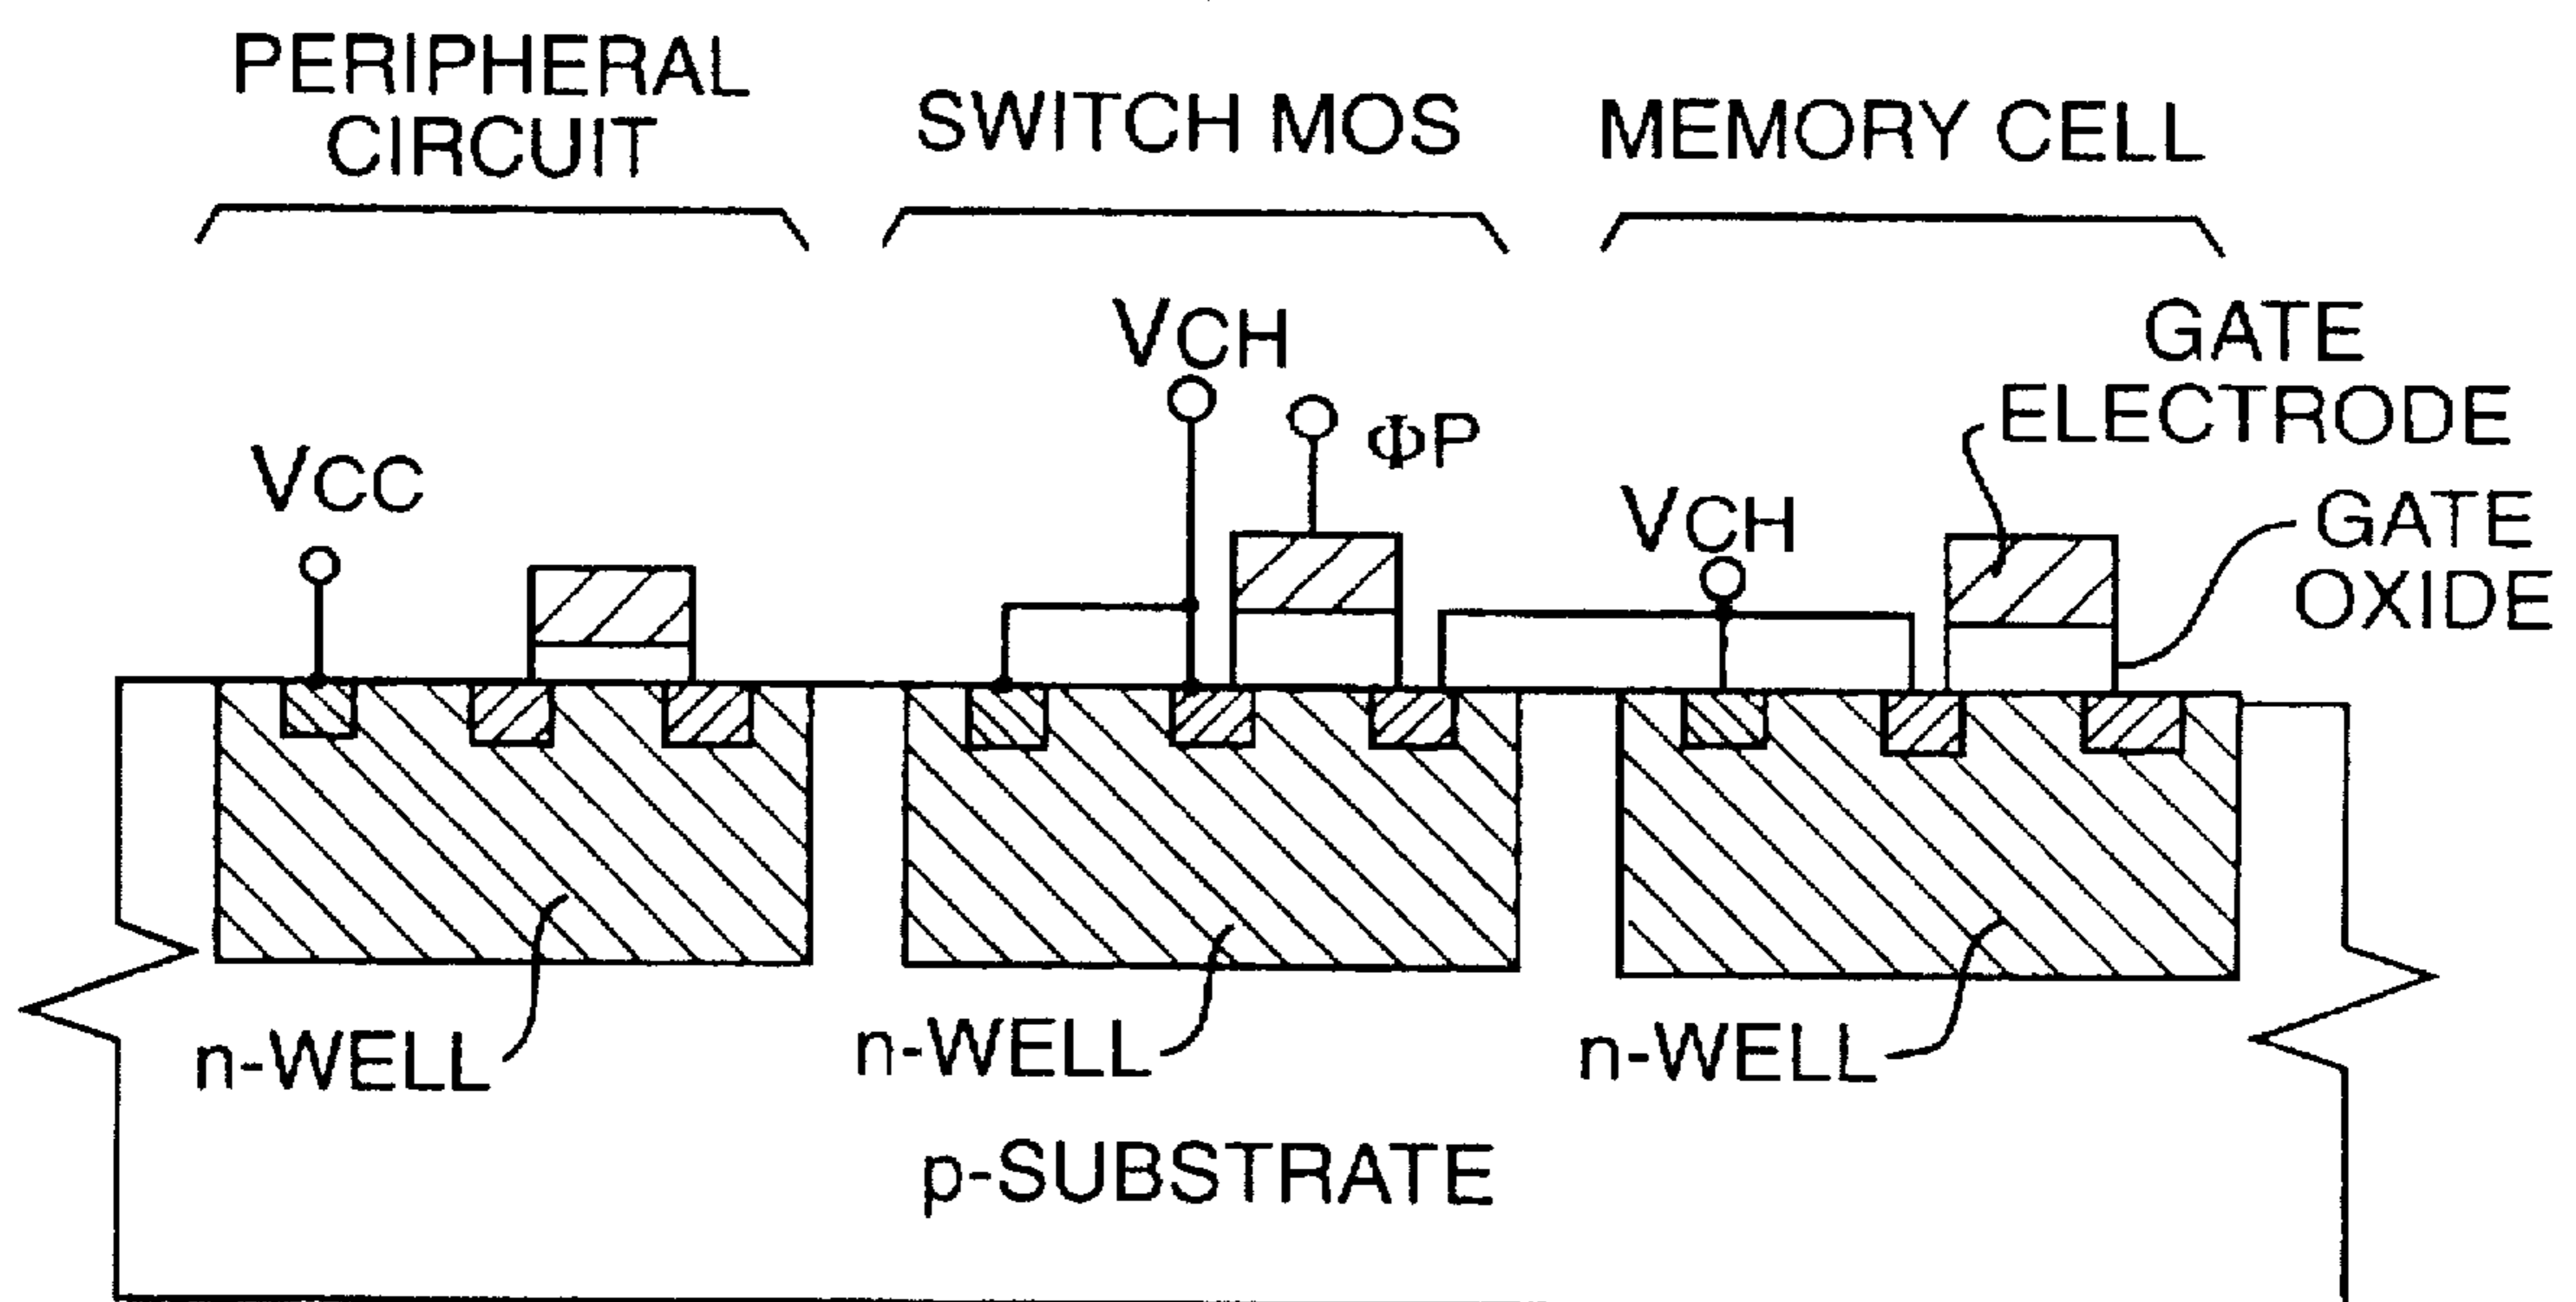 PERIPHERAL
CIRCUIT
SWITCH MOS
MEMORY CELL
VCH
GATE
ELECTRODE
ΦP
VCC
VCH
GATE
OXIDE
n-WELL
n-WELL
n-WELL
p-SUBSTRATE